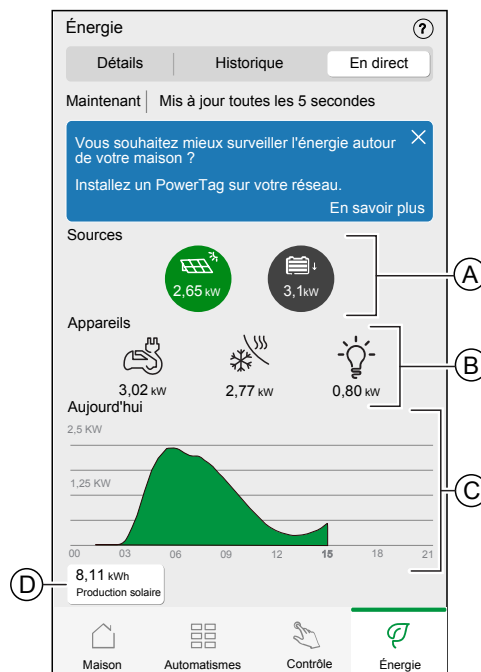 Énergie
?
Détails Historique En direct
Maintenant Mis à jour toutes les 5 secondes
Vous souhaitez mieux surveiller l'énergie autour
de votre maison ?
Installez un PowerTag sur votre réseau.
En savoir plus
Sources
2,65 kW
3,1kW
A
Appareils
B
3,02 kW
2,77 kW
0,80 kW
Aujourd'hui
2,5 KW
1,25 KW
C
00 03 06 09 12 15 18 21
D
8,11 kWh
Production solaire
Maison Automatismes Contrôle Énergie